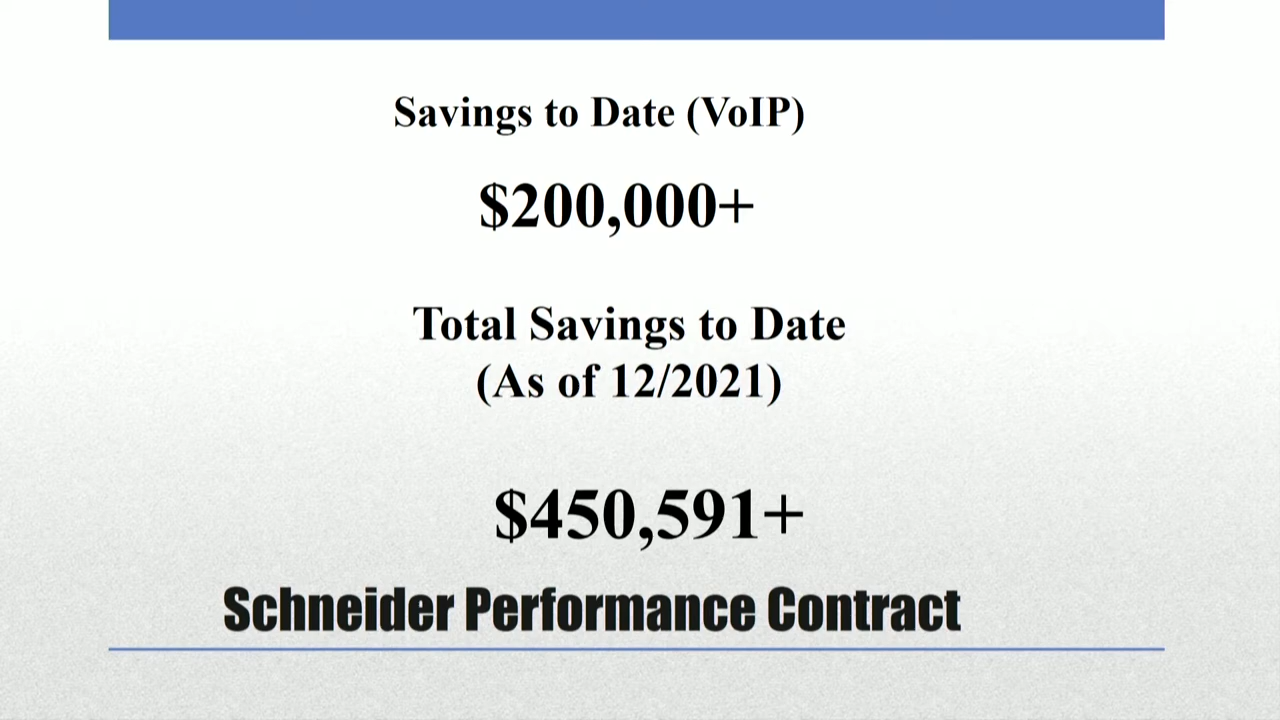 Savings to Date (VoIP)
$200,000+
Total Savings to Date
(As of 12/2021)
$450,591+
Schneider Performance Contract